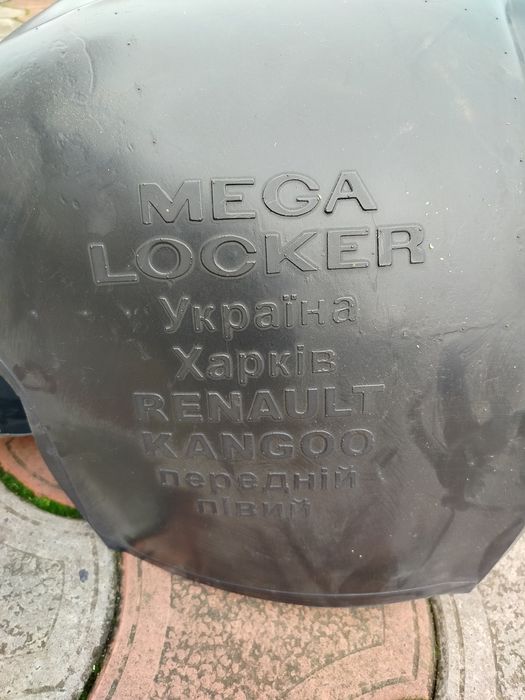 MEGA
LOCKER
Україна
Харків
RENAULT
KANGOO
передній
лівий